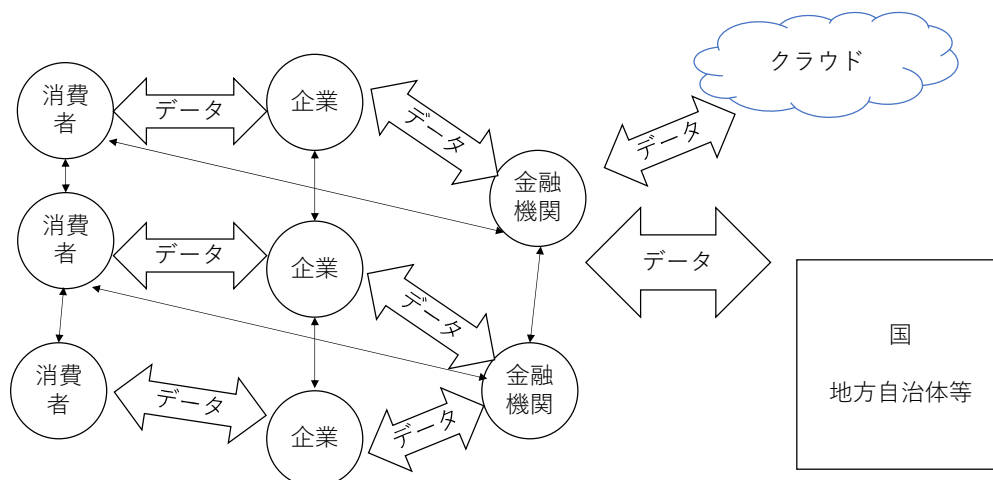 クラウド
消費
者
データ
企業
データ
データ
金融
機関
消費
者
データ
企業
データ
データ
国
地方自治体等
消費
者
データ
企業
データ
金融
機関